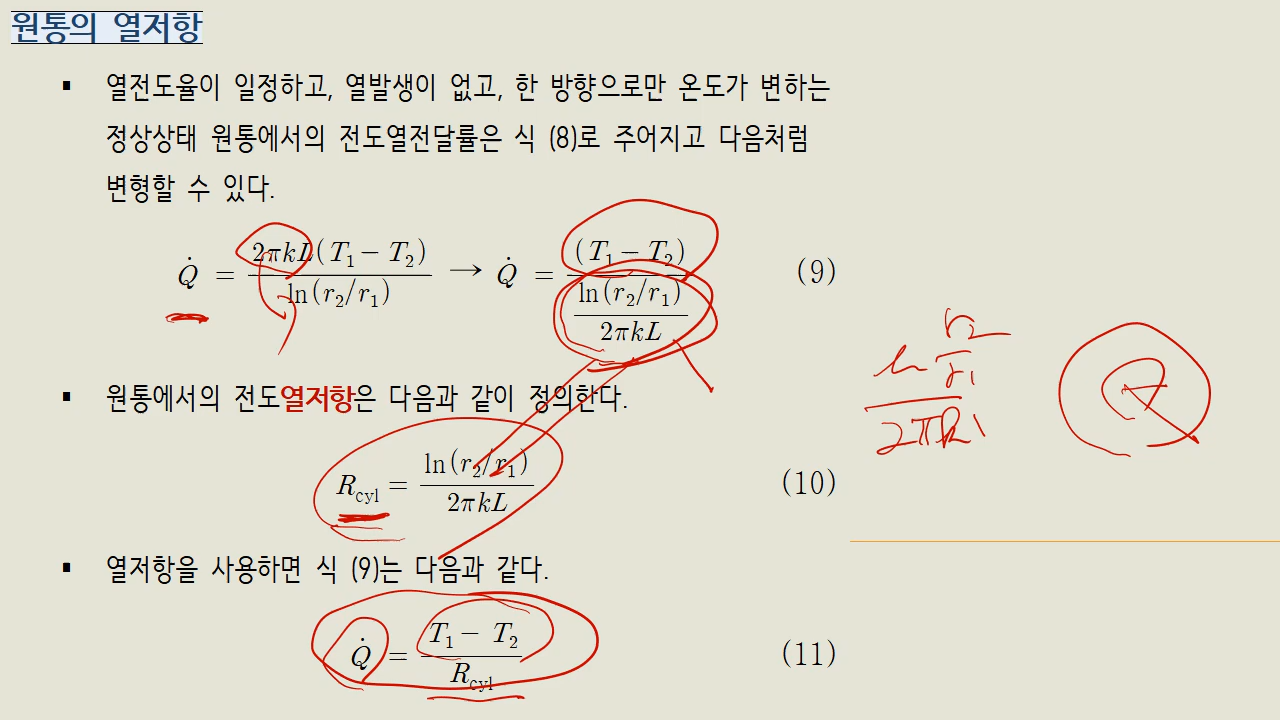 원통의 열저항
▪ 열전도율이 일정하고, 열발생이 없고, 한 방향으로만 온도가 변하는
정상상태 원통에서의 전도열전달률은 식 (8)로 주어지고 다음처럼
변형할 수 있다.
Q̇ = 2πkL(T₁ − T₂) / ln(r₂/r₁) → Q̇ = (T₁ − T₂) / (ln(r₂/r₁) / 2πkL) (9)
ln r₂/r₁
2πk
▪ 원통에서의 전도열저항은 다음과 같이 정의한다.
R_cyl = ln(r₂/r₁) / 2πkL (10)
▪ 열저항을 사용하면 식 (9)는 다음과 같다.
Q̇ = (T₁ − T₂) / R_cyl (11)